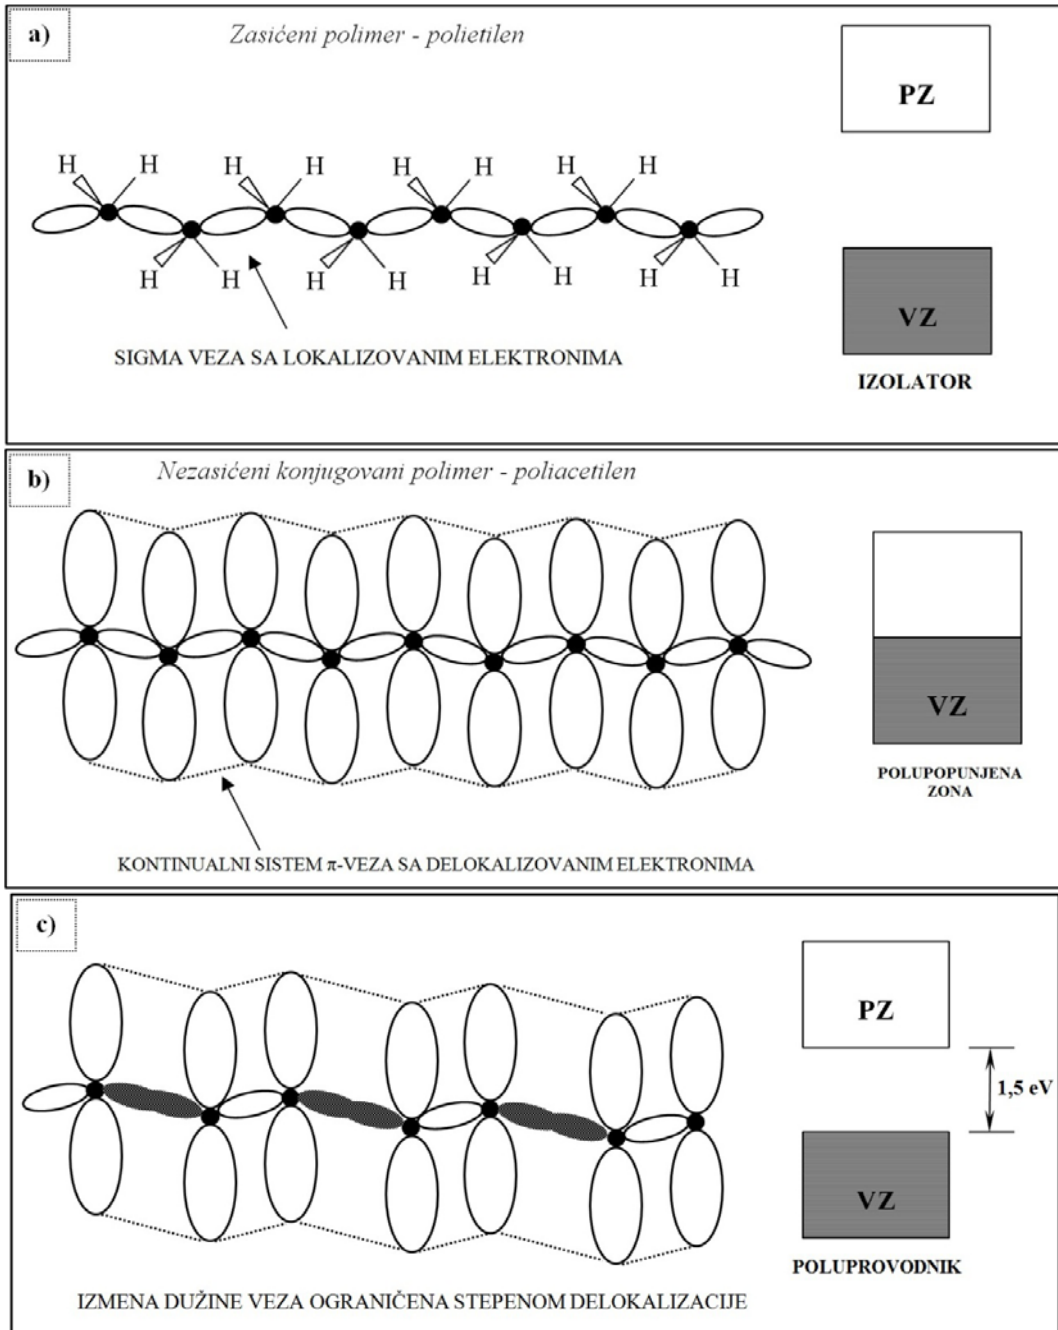 a)
Zasićeni polimer - polietilen
PZ
H H H H H H H H
H H H H H H H H
VZ
SIGMA VEZA SA LOKALIZOVANIM ELEKTRONIMA
IZOLATOR
b)
Nezasićeni konjugovani polimer - poliacetilen
VZ
POLUPOPUNJENA
ZONA
KONTINUALNI SISTEM π-VEZA SA DELOKALIZOVANIM ELEKTRONIMA
c)
PZ
1,5 eV
VZ
POLUPROVODNIK
IZMENA DUŽINE VEZA OGRANIČENA STEPENOM DELOKALIZACIJE